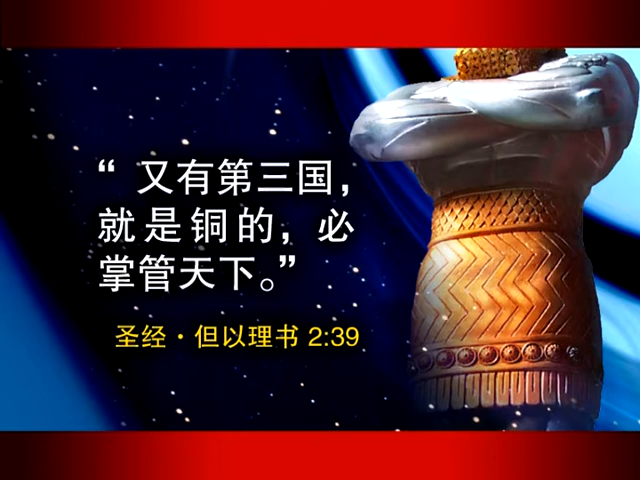 “ 又有第三国，
就是铜的，必
掌管天下。”
圣经·但以理书 2:39